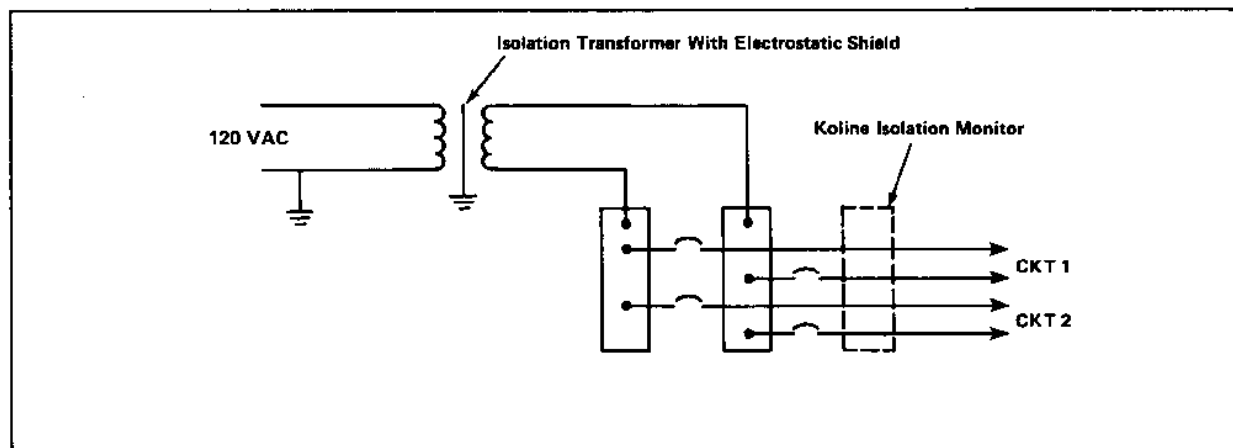 Isolation Transformer With Electrostatic Shield
120 VAC
Koline Isolation Monitor
CKT 1
CKT 2